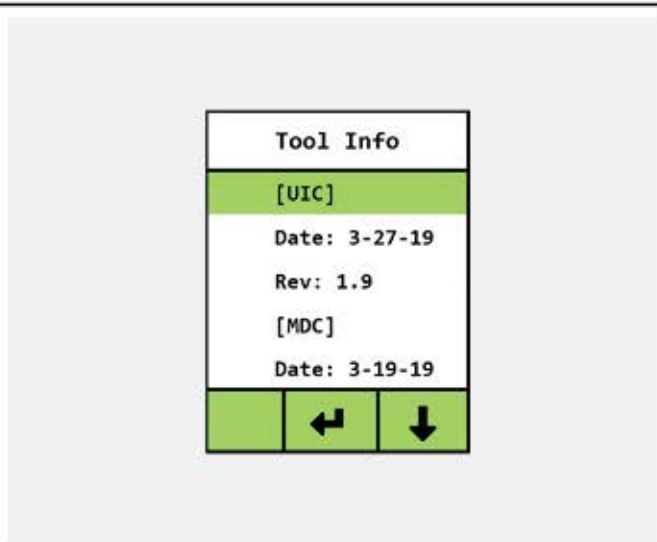 Tool Info
[UIC]
Date: 3-27-19
Rev: 1.9
[MDC]
Date: 3-19-19